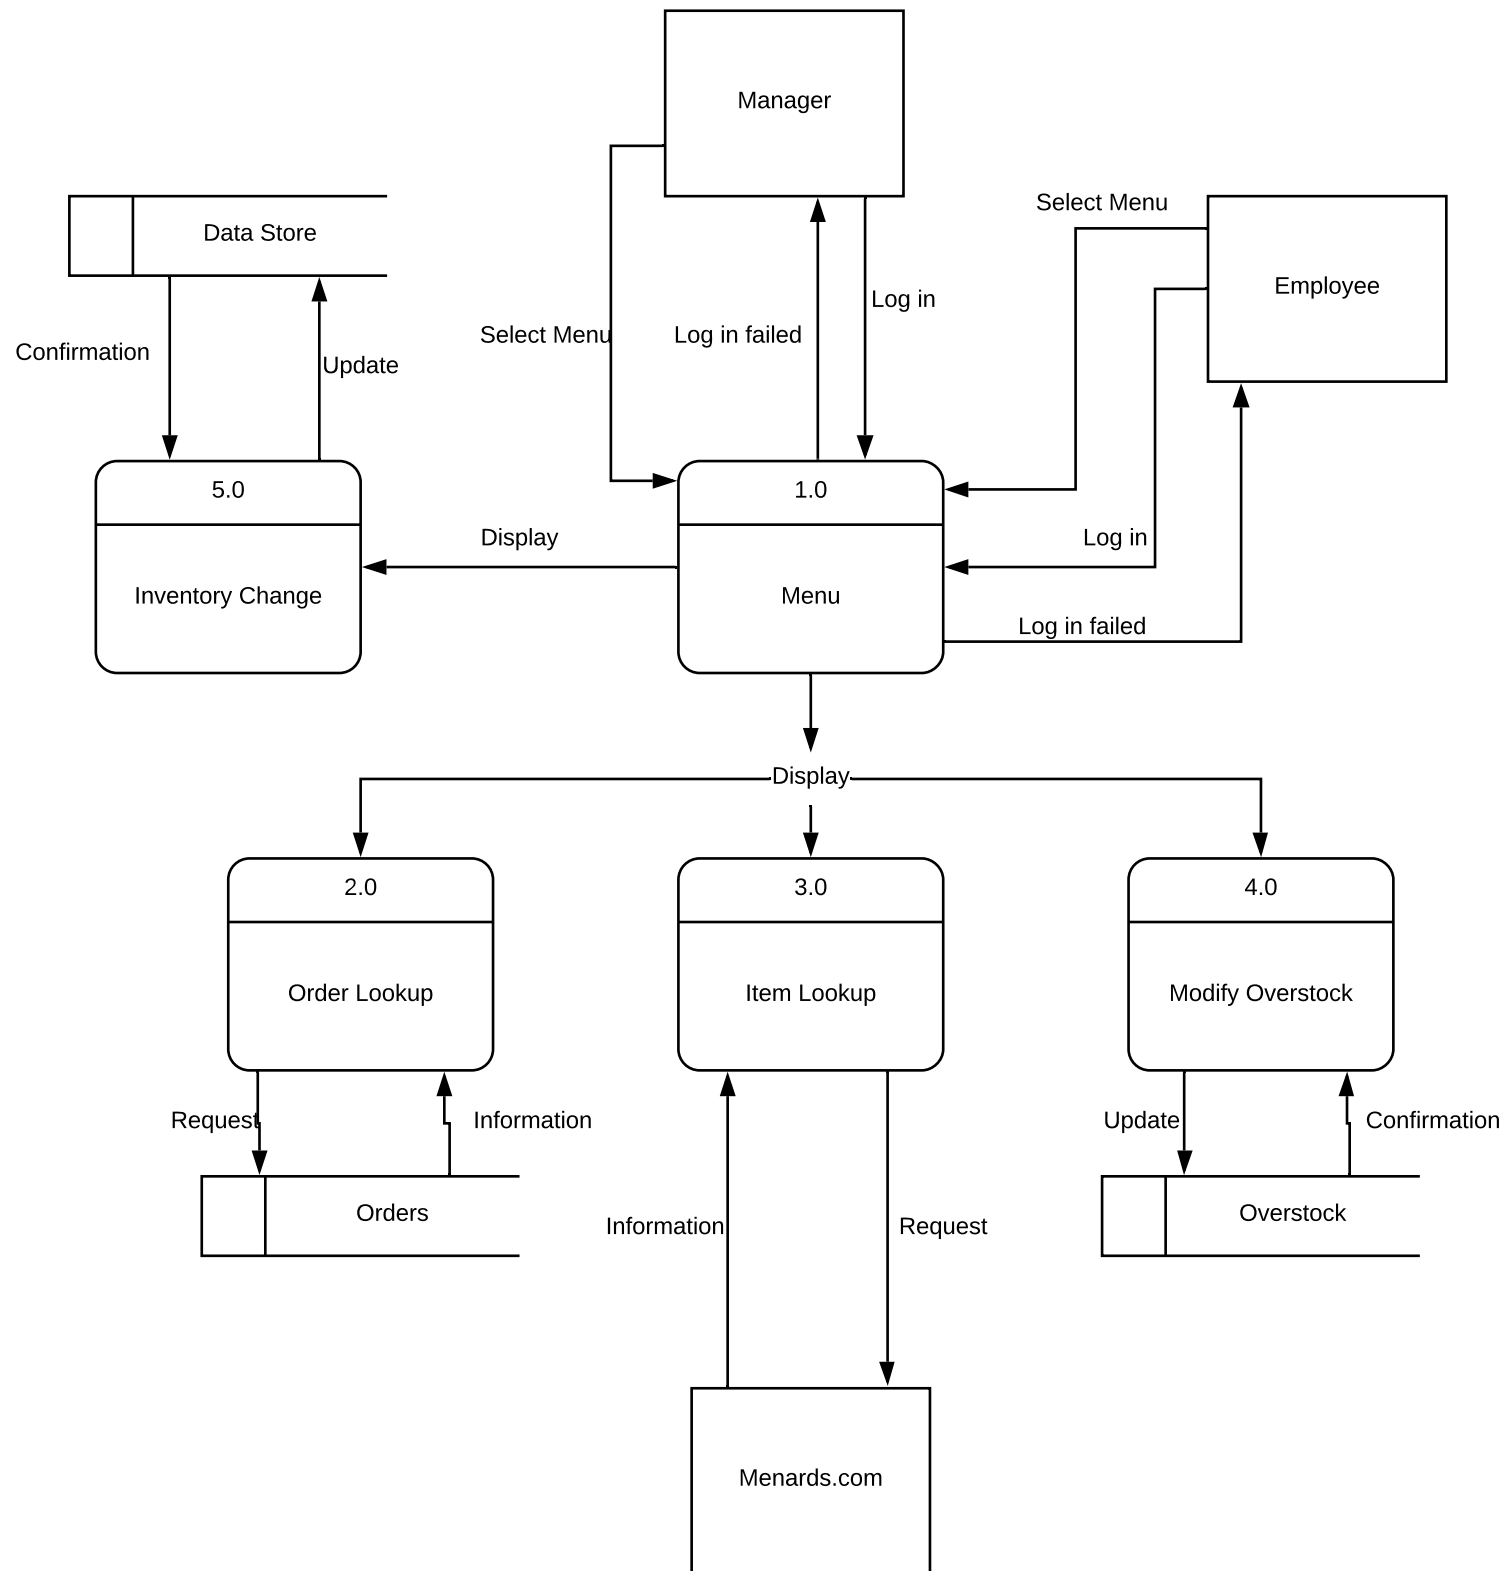 Manager
Select Menu
Data Store
Employee
Log in
Select Menu
Log in failed
Confirmation
Update
5.0
1.0
Display
Log in
Inventory Change
Menu
Log in failed
Display
2.0
3.0
4.0
Order Lookup
Item Lookup
Modify Overstock
Request
Information
Update
Confirmation
Orders
Overstock
Information
Request
Menards.com